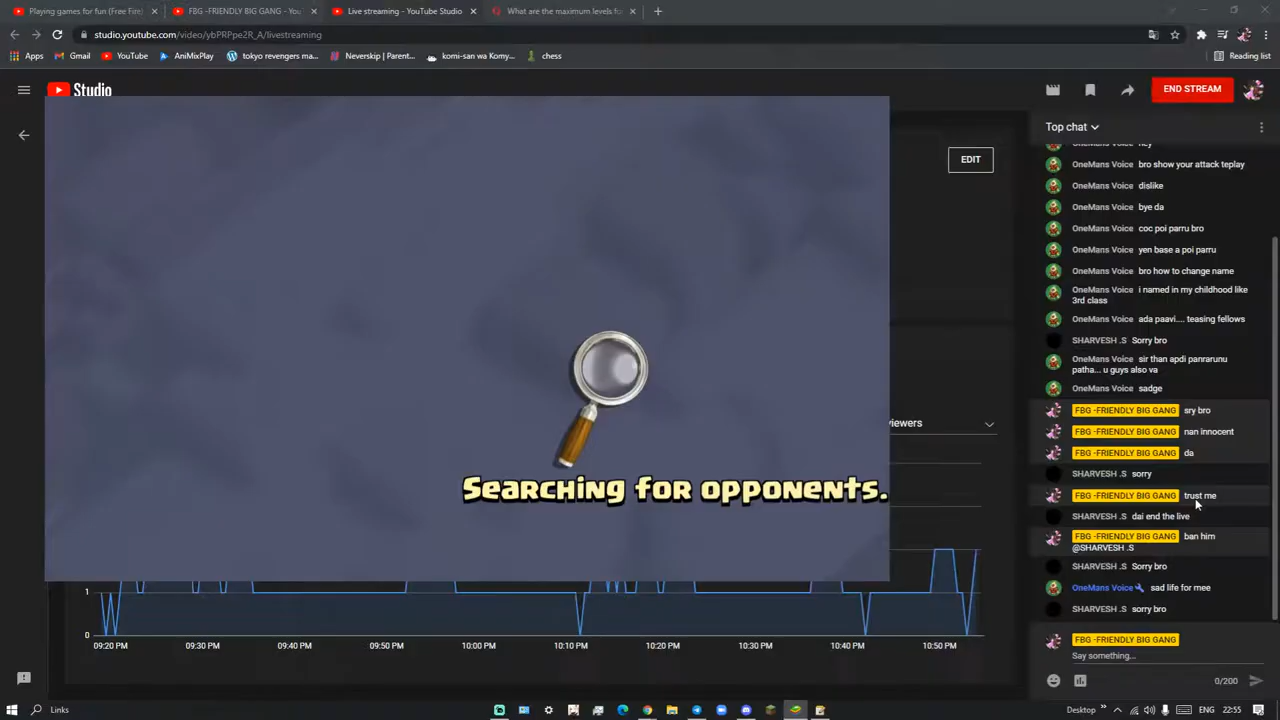 Playing games for fun (Free Fire)
FBG -FRIENDLY BIG GANG - You
Live streaming - YouTube Studio
What are the maximum levels fo
studio.youtube.com/video/ybPRPpe2R_A/livestreaming
Apps
Gmail
YouTube
AniMixPlay
tokyo revengers ma...
Neverskip | Parent...
komi-san wa Komy...
chess
Reading list
Studio
END STREAM
EDIT
Top chat
OneMans Voice bro show your attack teplay
OneMans Voice dislike
OneMans Voice bye da
OneMans Voice coc poi parru bro
OneMans Voice yen base a poi parru
OneMans Voice bro how to change name
OneMans Voice i named in my childhood like
3rd class
OneMans Voice ada paavi.... teasing fellows
SHARVESH .S Sorry bro
OneMans Voice sir than apdi panrarunu
patha... u guys also va
OneMans Voice sadge
FBG -FRIENDLY BIG GANG sry bro
FBG -FRIENDLY BIG GANG nan innocent
FBG -FRIENDLY BIG GANG da
SHARVESH .S sorry
FBG -FRIENDLY BIG GANG trust me
SHARVESH .S dai end the live
FBG -FRIENDLY BIG GANG ban him
@SHARVESH .S
SHARVESH .S Sorry bro
OneMans Voice sad life for mee
SHARVESH .S sorry bro
FBG -FRIENDLY BIG GANG
Say something...
0/200
Searching for opponents.
iewers
1
0
09:20 PM
09:30 PM
09:40 PM
10:00 PM
10:10 PM
10:20 PM
10:30 PM
10:40 PM
10:50 PM
Links
Desktop
ENG
22:55